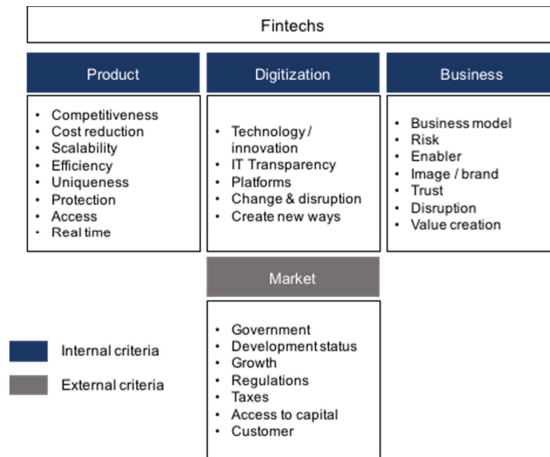 Fintechs
Product
Digitization
Business
• Competitiveness
• Cost reduction
• Scalability
• Efficiency
• Uniqueness
• Protection
• Access
• Real time
• Technology /
innovation
• IT Transparency
• Platforms
• Change & disruption
• Create new ways
• Business model
• Risk
• Enabler
• Image / brand
• Trust
• Disruption
• Value creation
Market
• Government
• Development status
• Growth
• Regulations
• Taxes
• Access to capital
• Customer
Internal criteria
External criteria